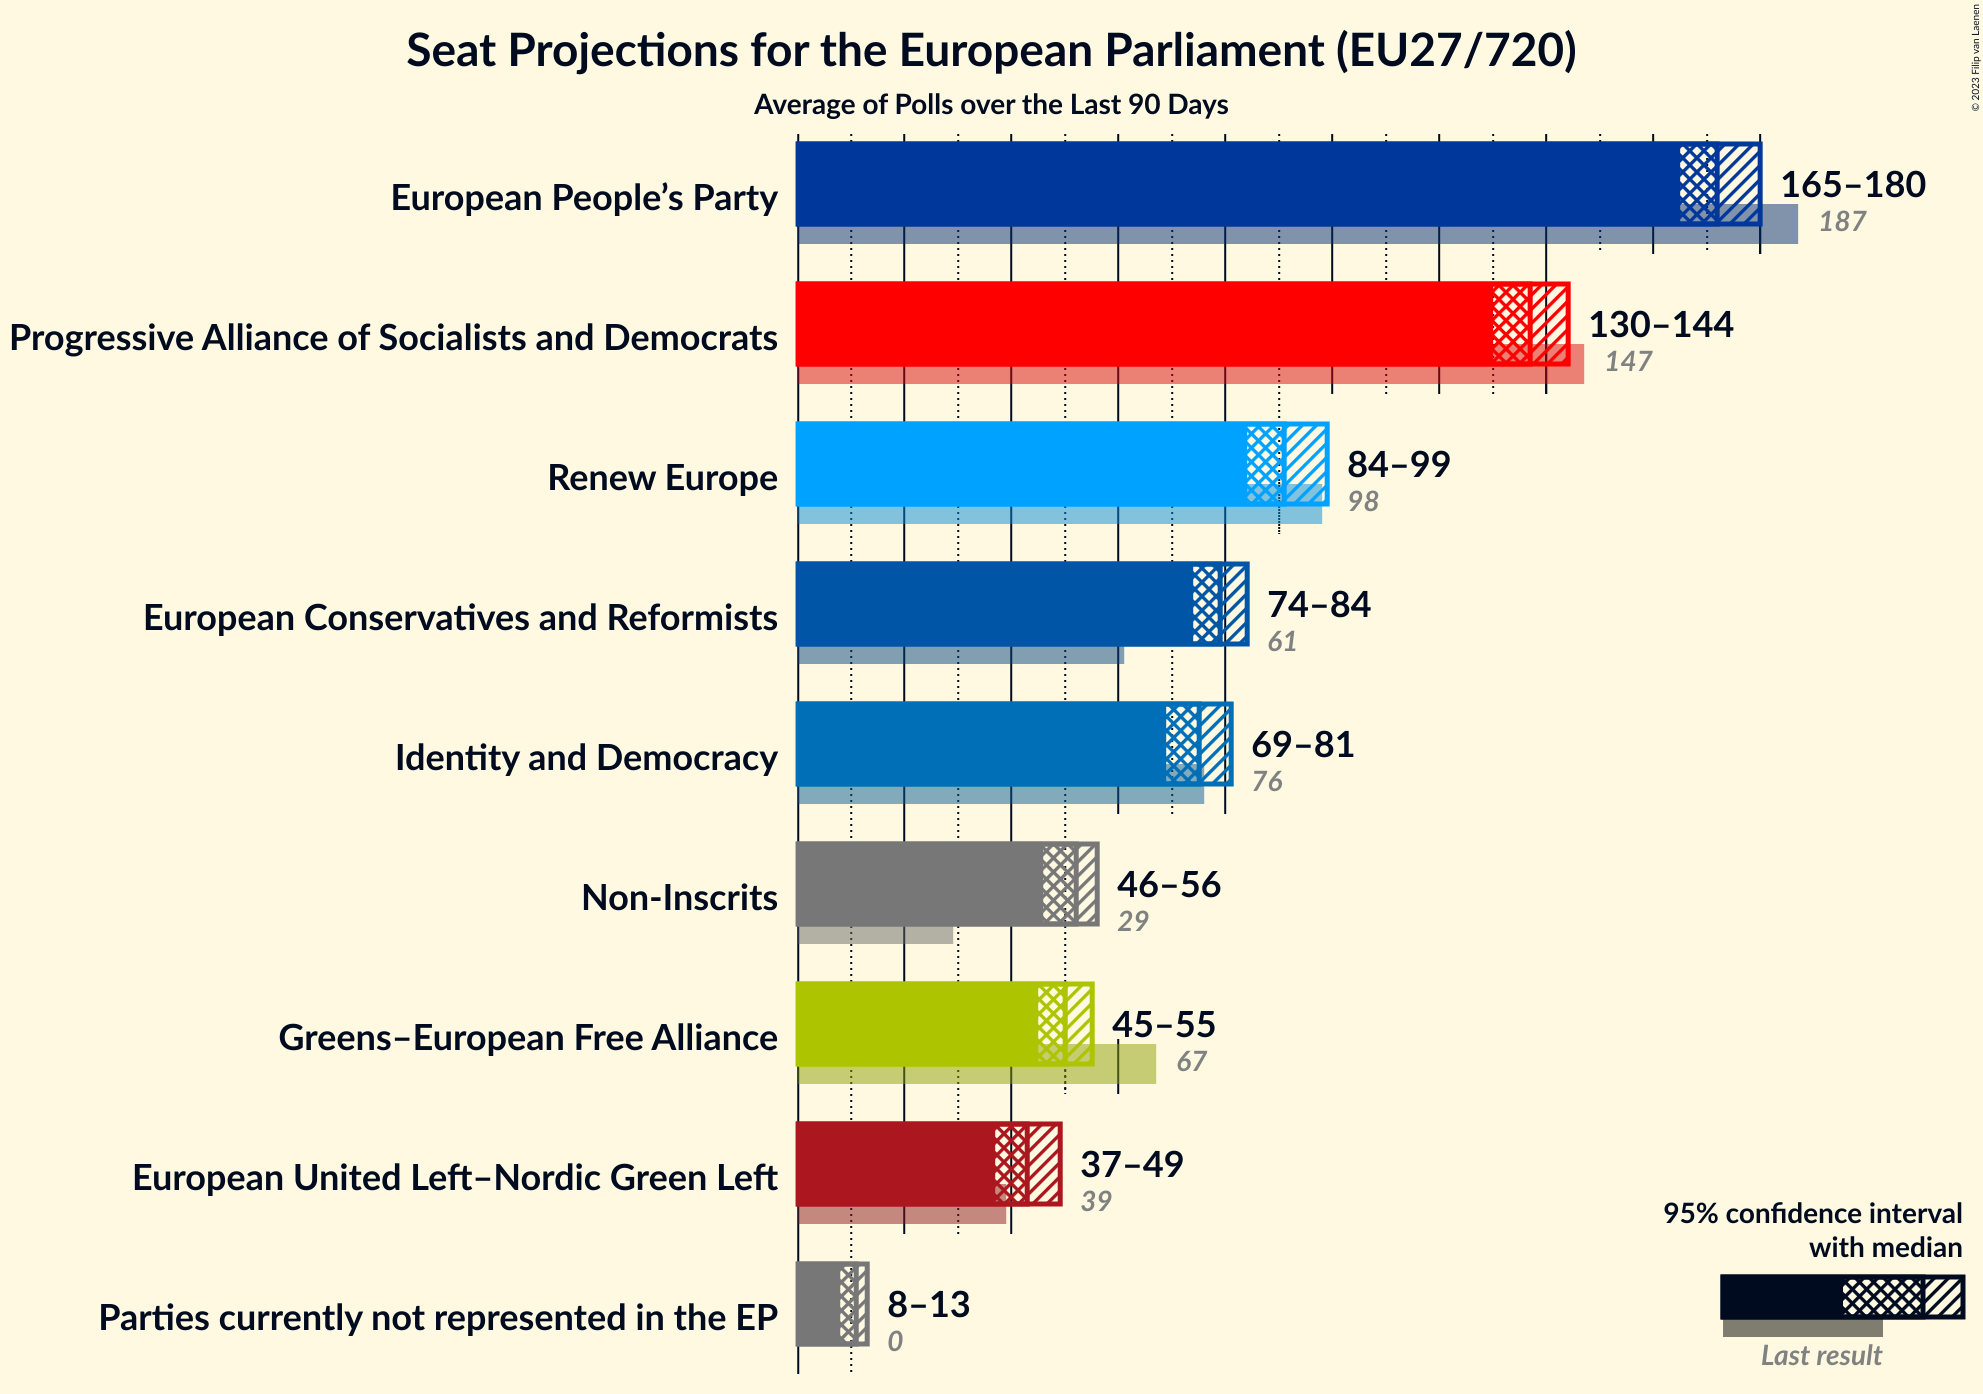 Seat Projections for the European Parliament (EU27/720)
Average of Polls over the Last 90 Days
© 2023 Filip van Laenen
European People’s Party
165–180
187
Progressive Alliance of Socialists and Democrats
130–144
147
Renew Europe
84–99
98
European Conservatives and Reformists
74–84
61
Identity and Democracy
69–81
76
Non-Inscrits
46–56
29
Greens–European Free Alliance
45–55
67
European United Left–Nordic Green Left
37–49
39
Parties currently not represented in the EP
8–13
0
95% confidence interval
with median
Last result